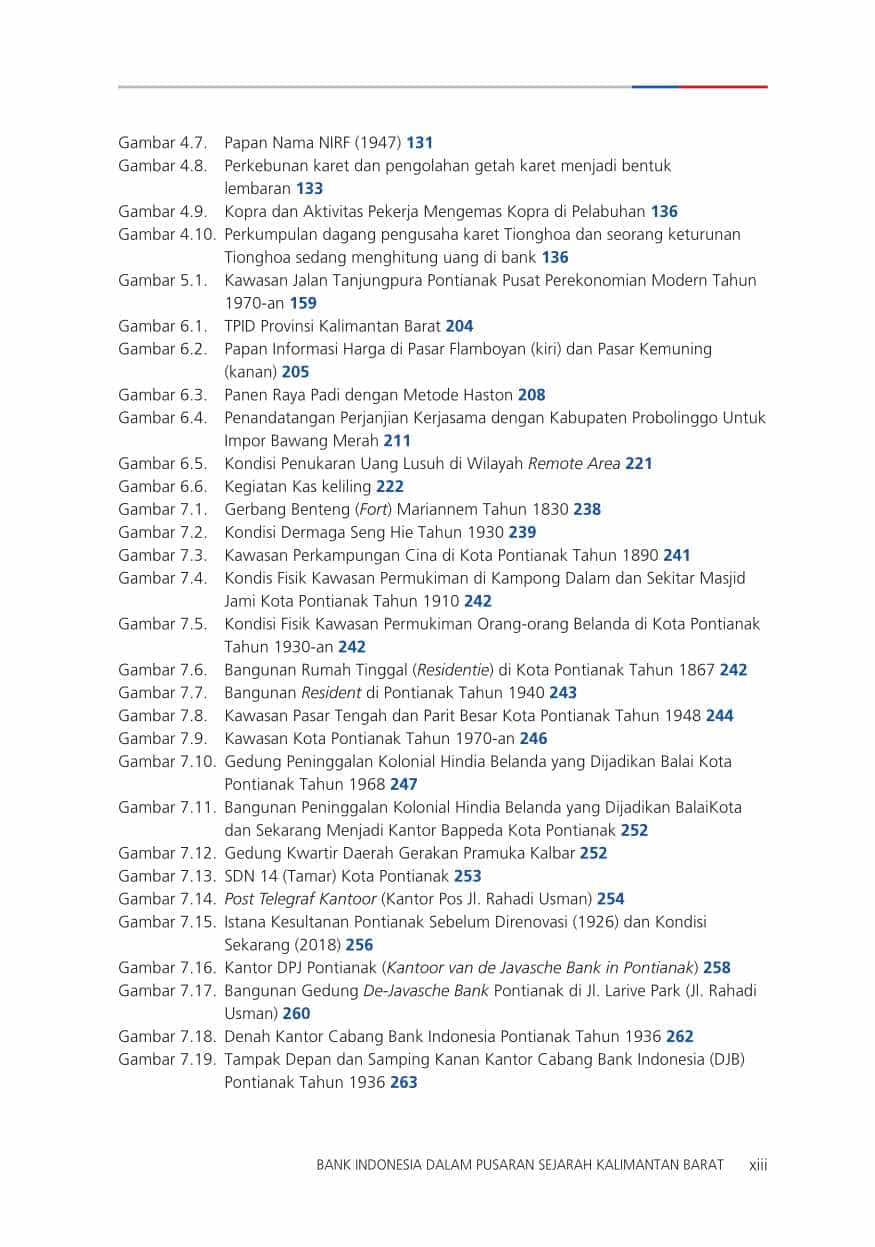 Gambar 4.7. Papan Nama NIRF (1947) 131
Gambar 4.8. Perkebunan karet dan pengolahan getah karet menjadi bentuk
lembaran 133
Gambar 4.9. Kopra dan Aktivitas Pekerja Mengemas Kopra di Pelabuhan 136
Gambar 4.10. Perkumpulan dagang pengusaha karet Tionghoa dan seorang keturunan
Tionghoa sedang menghitung uang di bank 136
Gambar 5.1. Kawasan Jalan Tanjungpura Pontianak Pusat Perekonomian Modern Tahun
1970-an 159
Gambar 6.1. TPID Provinsi Kalimantan Barat 204
Gambar 6.2. Papan Informasi Harga di Pasar Flamboyan (kiri) dan Pasar Kemuning
(kanan) 205
Gambar 6.3. Panen Raya Padi dengan Metode Haston 208
Gambar 6.4. Penandatangan Perjanjian Kerjasama dengan Kabupaten Probolinggo Untuk
Impor Bawang Merah 211
Gambar 6.5. Kondisi Penukaran Uang Lusuh di Wilayah Remote Area 221
Gambar 6.6. Kegiatan Kas keliling 222
Gambar 7.1. Gerbang Benteng (Fort) Mariannem Tahun 1830 238
Gambar 7.2. Kondisi Dermaga Seng Hie Tahun 1930 239
Gambar 7.3. Kawasan Perkampungan Cina di Kota Pontianak Tahun 1890 241
Gambar 7.4. Kondis Fisik Kawasan Permukiman di Kampong Dalam dan Sekitar Masjid
Jami Kota Pontianak Tahun 1910 242
Gambar 7.5. Kondisi Fisik Kawasan Permukiman Orang-orang Belanda di Kota Pontianak
Tahun 1930-an 242
Gambar 7.6. Bangunan Rumah Tinggal (Residentie) di Kota Pontianak Tahun 1867 242
Gambar 7.7. Bangunan Resident di Pontianak Tahun 1940 243
Gambar 7.8. Kawasan Pasar Tengah dan Parit Besar Kota Pontianak Tahun 1948 244
Gambar 7.9. Kawasan Kota Pontianak Tahun 1970-an 246
Gambar 7.10. Gedung Peninggalan Kolonial Hindia Belanda yang Dijadikan Balai Kota
Pontianak Tahun 1968 247
Gambar 7.11. Bangunan Peninggalan Kolonial Hindia Belanda yang Dijadikan BalaiKota
dan Sekarang Menjadi Kantor Bappeda Kota Pontianak 252
Gambar 7.12. Gedung Kwartir Daerah Gerakan Pramuka Kalbar 252
Gambar 7.13. SDN 14 (Tamar) Kota Pontianak 253
Gambar 7.14. Post Telegraf Kantoor (Kantor Pos Jl. Rahadi Usman) 254
Gambar 7.15. Istana Kesultanan Pontianak Sebelum Direnovasi (1926) dan Kondisi
Sekarang (2018) 256
Gambar 7.16. Kantor DPJ Pontianak (Kantoor van de Javasche Bank in Pontianak) 258
Gambar 7.17. Bangunan Gedung De-Javasche Bank Pontianak di Jl. Larive Park (Jl. Rahadi
Usman) 260
Gambar 7.18. Denah Kantor Cabang Bank Indonesia Pontianak Tahun 1936 262
Gambar 7.19. Tampak Depan dan Samping Kanan Kantor Cabang Bank Indonesia (DJB)
Pontianak Tahun 1936 263
BANK INDONESIA DALAM PUSARAN SEJARAH KALIMANTAN BARAT xiii